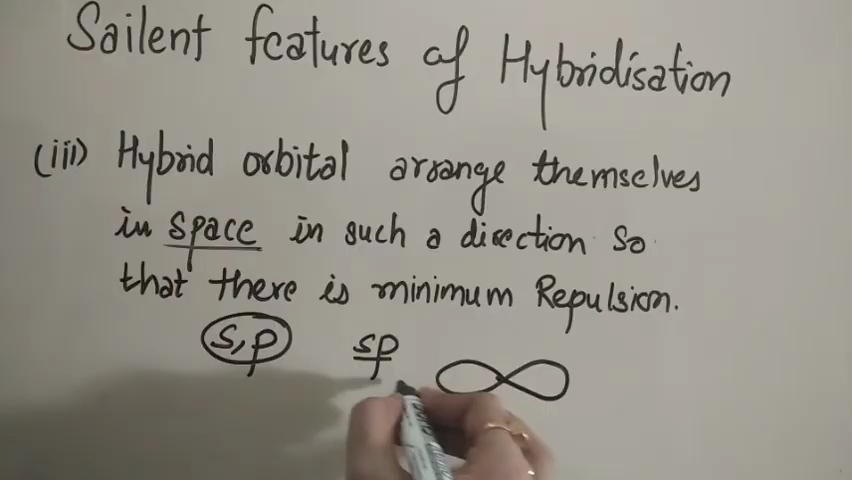 Sailent features of Hybridisation
(iii) Hybrid orbital arrange themselves
in space in such a direction so
that there is minimum Repulsion.
s,p sp